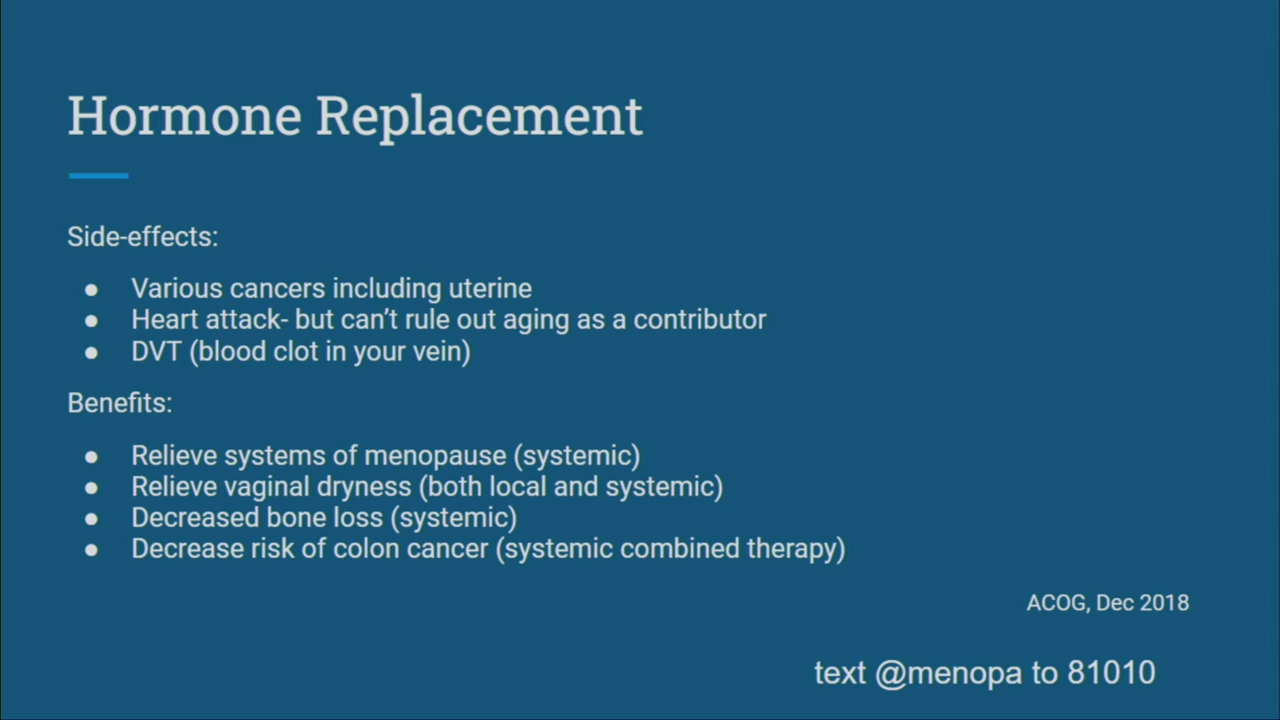 Hormone Replacement
Side-effects:
● Various cancers including uterine
● Heart attack- but can't rule out aging as a contributor
● DVT (blood clot in your vein)
Benefits:
● Relieve systems of menopause (systemic)
● Relieve vaginal dryness (both local and systemic)
● Decreased bone loss (systemic)
● Decrease risk of colon cancer (systemic combined therapy)
ACOG, Dec 2018
text @menopa to 81010